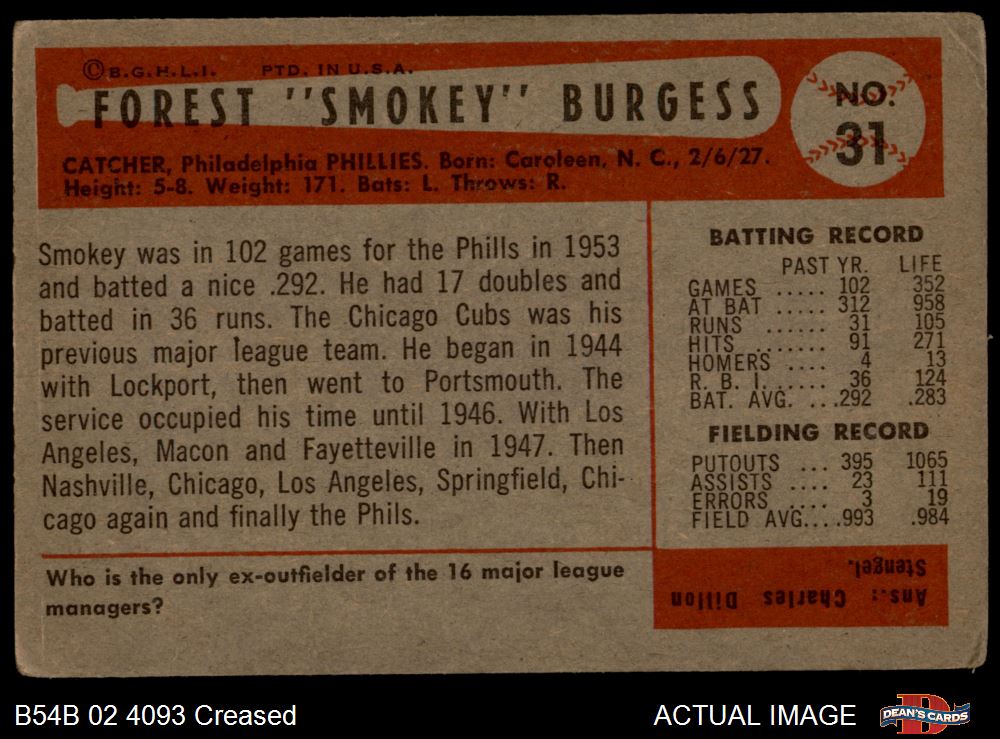 ©B.G.H.L.I. PTD. IN U.S.A.
FOREST "SMOKEY" BURGESS
NO.
31
CATCHER, Philadelphia PHILLIES. Born: Caroleen, N. C., 2/6/27.
Height: 5-8. Weight: 171. Bats: L. Throws: R.
Smokey was in 102 games for the Phills in 1953
and batted a nice .292. He had 17 doubles and
batted in 36 runs. The Chicago Cubs was his
previous major league team. He began in 1944
with Lockport, then went to Portsmouth. The
service occupied his time until 1946. With Los
Angeles, Macon and Fayetteville in 1947. Then
Nashville, Chicago, Los Angeles, Springfield, Chi-
cago again and finally the Phils.
BATTING RECORD
PAST YR. LIFE
GAMES ..... 102 352
AT BAT ..... 312 958
RUNS ...... 31 105
HITS ....... 91 271
HOMERS .... 4 13
R. B. I. ...... 36 124
BAT. AVG. ....292 .283
FIELDING RECORD
PUTOUTS ... 395 1065
ASSISTS .... 23 111
ERRORS .... 3 19
FIELD AVG....993 .984
Who is the only ex-outfielder of the 16 major league
managers?
Ans.: Charles Dillon
Stengel.
B54B 02 4093 Creased
ACTUAL IMAGE
DEAN'S CARDS